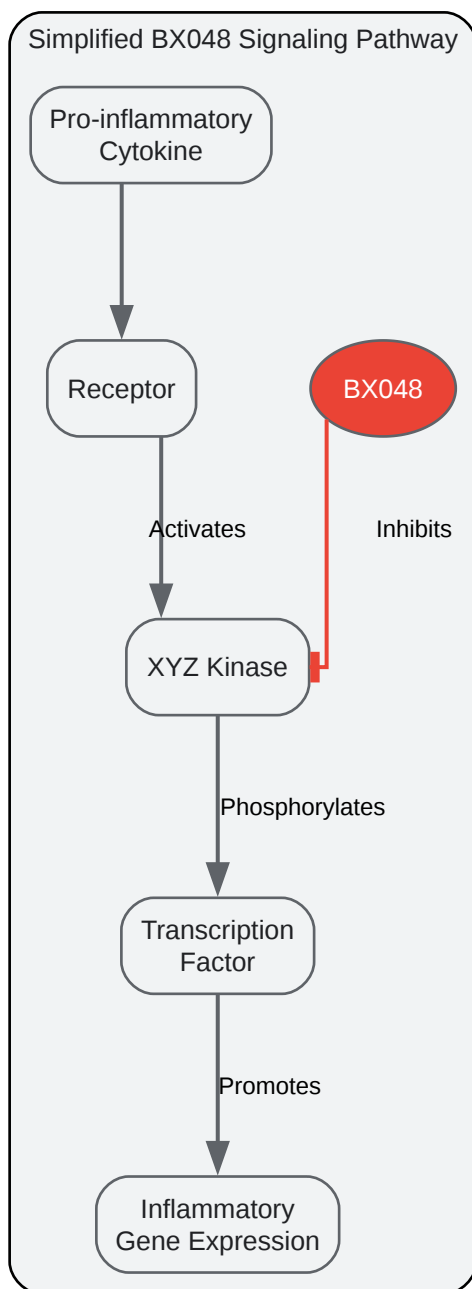 Simplified BX048 Signaling Pathway
Pro-inflammatory
Cytokine
Receptor
BX048
Activates
Inhibits
XYZ Kinase
Phosphorylates
Transcription
Factor
Promotes
Inflammatory
Gene Expression